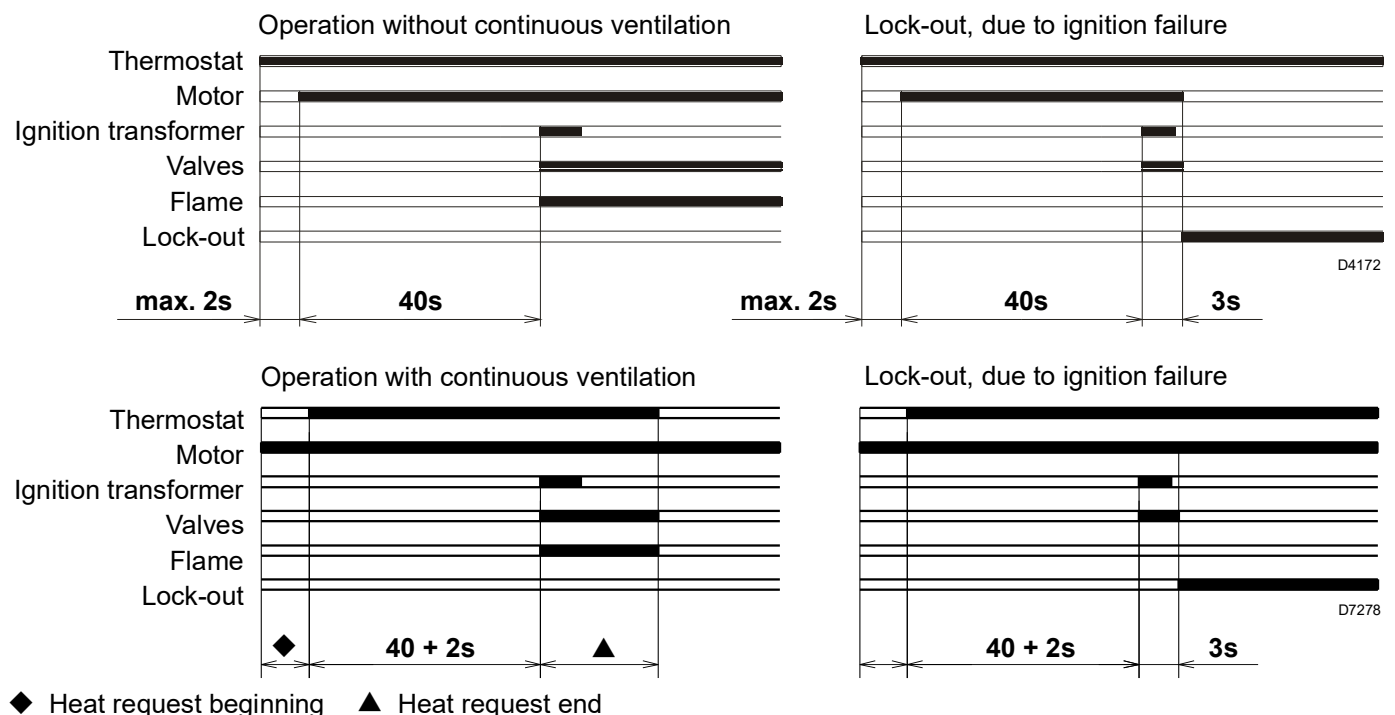 Operation without continuous ventilation
Lock-out, due to ignition failure
Thermostat
Motor
Ignition transformer
Valves
Flame
Lock-out
D4172
max. 2s
40s
max. 2s
40s
3s
Operation with continuous ventilation
Lock-out, due to ignition failure
Thermostat
Motor
Ignition transformer
Valves
Flame
Lock-out
D7278
◆
40 + 2s
▲
40 + 2s
3s
◆ Heat request beginning
▲ Heat request end